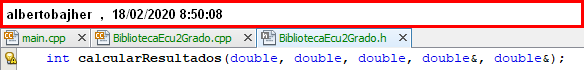 albertobajher , 18/02/2020 8:50:08
main.cpp BibliotecaEcu2Grado.cpp BibliotecaEcu2Grado.h
int calcularResultados(double, double, double, double&, double&);